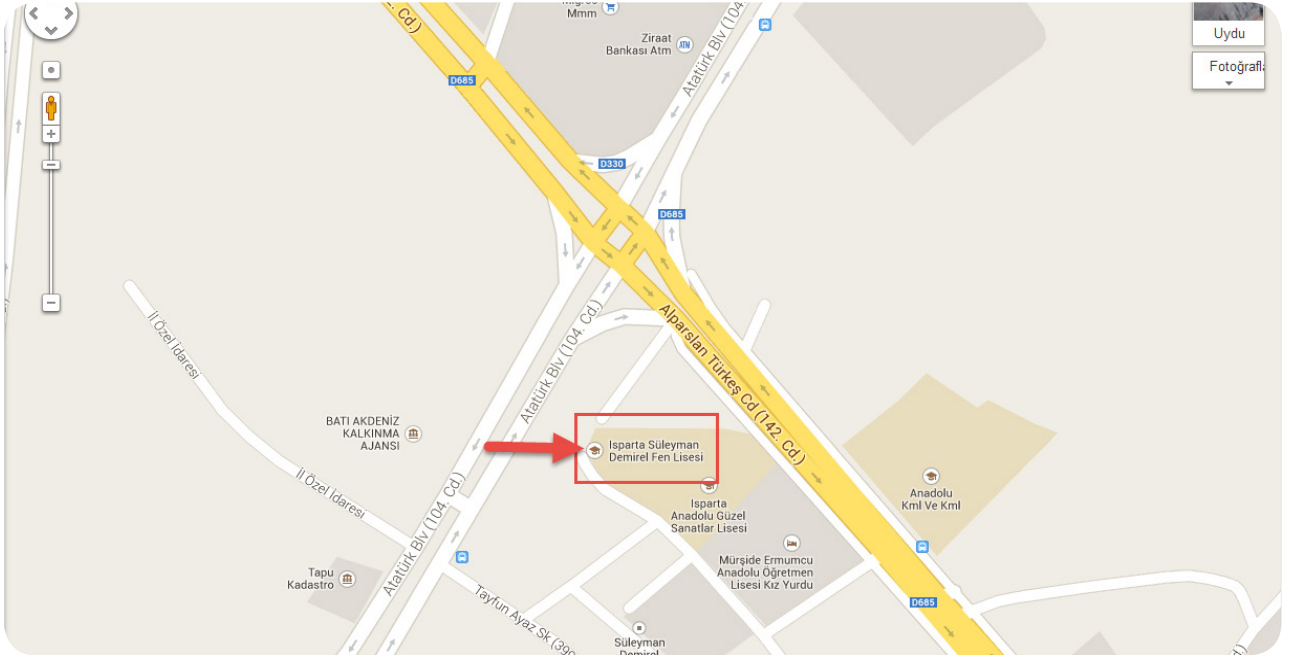 Mmm
Ziraat
Bankası Atm
ATM
Atatürk Blv (104.
Uydu
Fotoğrafla
Cd.)
D685
D330
D685
İl Özel İdaresi
Atatürk Blv (104. Cd.)
Alparslan Türkeş Cd (142. Cd.)
BATI AKDENİZ
KALKINMA
AJANSI
Isparta Süleyman
Demirel Fen Lisesi
Isparta
Anadolu Güzel
Sanatlar Lisesi
Anadolu
Kml Ve Kml
İl Özel İdaresi
Atatürk Blv (104. Cd.)
Mürşide Ermumcu
Anadolu Öğretmen
Lisesi Kız Yurdu
Tapu
Kadastro
Tayfun Ayaz Sk (390
D685
Süleyman
Demirel